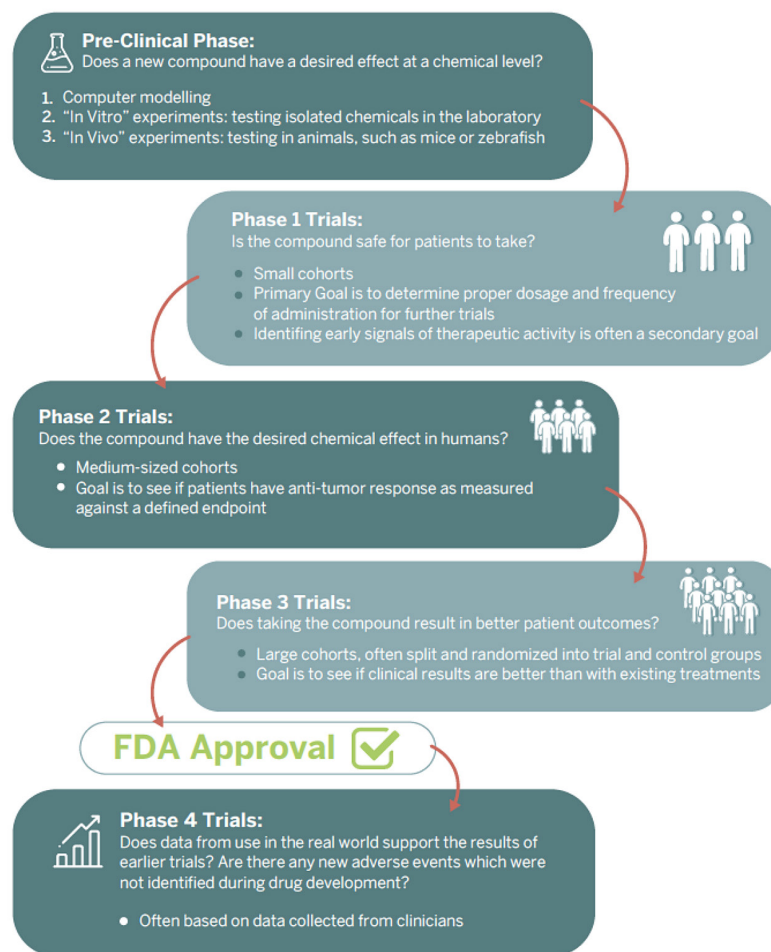 Pre-Clinical Phase:
Does a new compound have a desired effect at a chemical level?
1. Computer modelling
2. “In Vitro” experiments: testing isolated chemicals in the laboratory
3. “In Vivo” experiments: testing in animals, such as mice or zebrafish
Phase 1 Trials:
Is the compound safe for patients to take?
• Small cohorts
• Primary Goal is to determine proper dosage and frequency
of administration for further trials
• Identifing early signals of therapeutic activity is often a secondary goal
Phase 2 Trials:
Does the compound have the desired chemical effect in humans?
• Medium-sized cohorts
• Goal is to see if patients have anti-tumor response as measured
against a defined endpoint
Phase 3 Trials:
Does taking the compound result in better patient outcomes?
• Large cohorts, often split and randomized into trial and control groups
• Goal is to see if clinical results are better than with existing treatments
FDA Approval
Phase 4 Trials:
Does data from use in the real world support the results of
earlier trials? Are there any new adverse events which were
not identified during drug development?
• Often based on data collected from clinicians